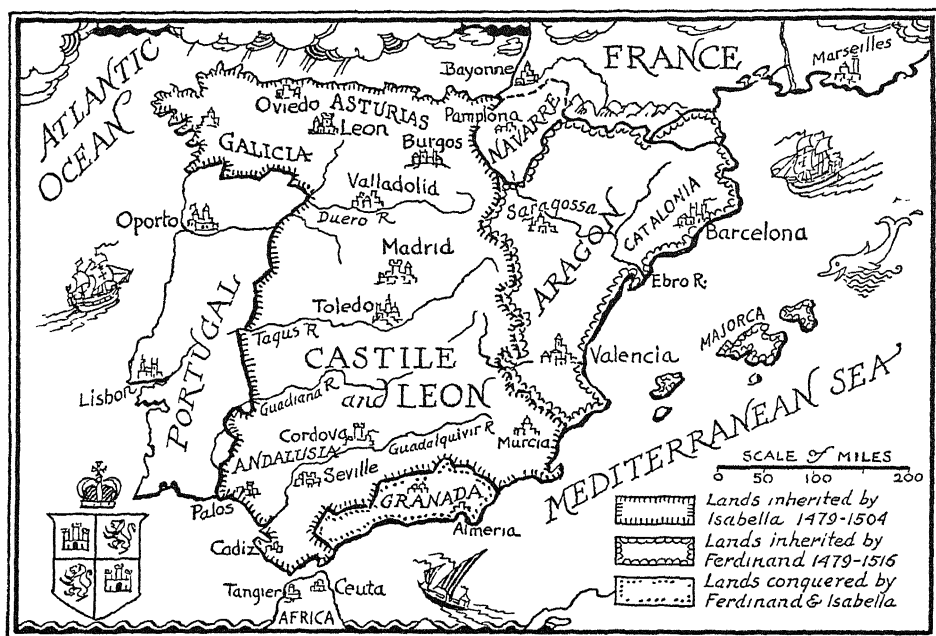 ATLANTIC
OCEAN
FRANCE
Marseilles
Bayonne
Oviedo
ASTURIAS
Leon
Pamplona
NAVARRE
GALICIA
Burgos
Valladolid
Duero R
Oporto
Saragossa
CATALONIA
Barcelona
Madrid
ARAGON
Ebro R.
Toledo
Tagus R
PORTUGAL
MAJORCA
CASTILE
and LEON
Valencia
Lisbon
Guadiana R
MEDITERRANEAN SEA
Cordova
Guadalquivir R
Murcia
ANDALUSIA
Seville
GRANADA
Palos
Almeria
Cadiz
Tangier
Ceuta
AFRICA
SCALE of MILES
0 50 100 200
Lands inherited by
Isabella 1479-1504
Lands inherited by
Ferdinand 1479-1516
Lands conquered by
Ferdinand & Isabella